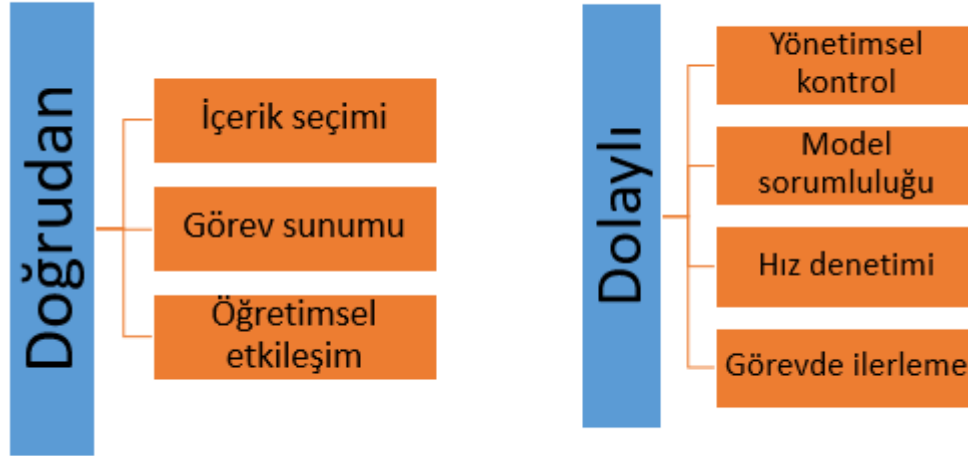 Doğrudan
İçerik seçimi
Görev sunumu
Öğretimsel
etkileşim
Dolaylı
Yönetimsel
kontrol
Model
sorumluluğu
Hız denetimi
Görevde ilerleme